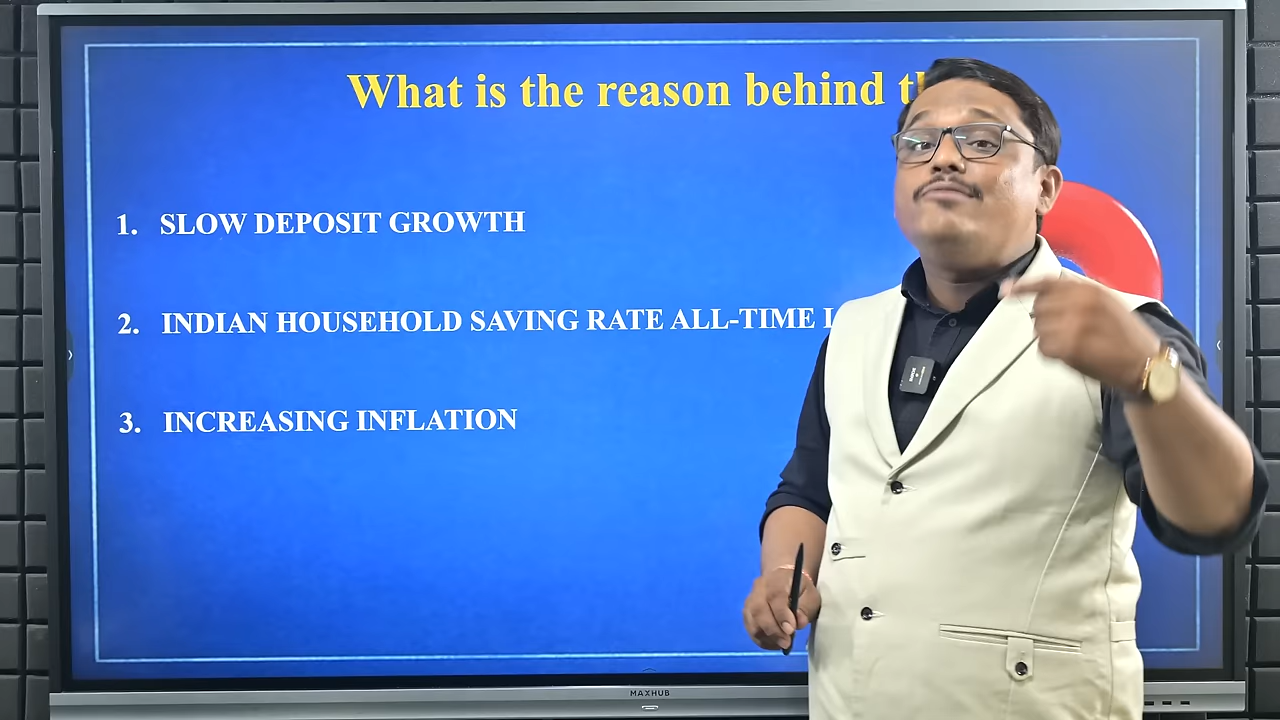 What is the reason behind
1. SLOW DEPOSIT GROWTH
2. INDIAN HOUSEHOLD SAVING RATE ALL-TIME
3. INCREASING INFLATION
MAXHUB